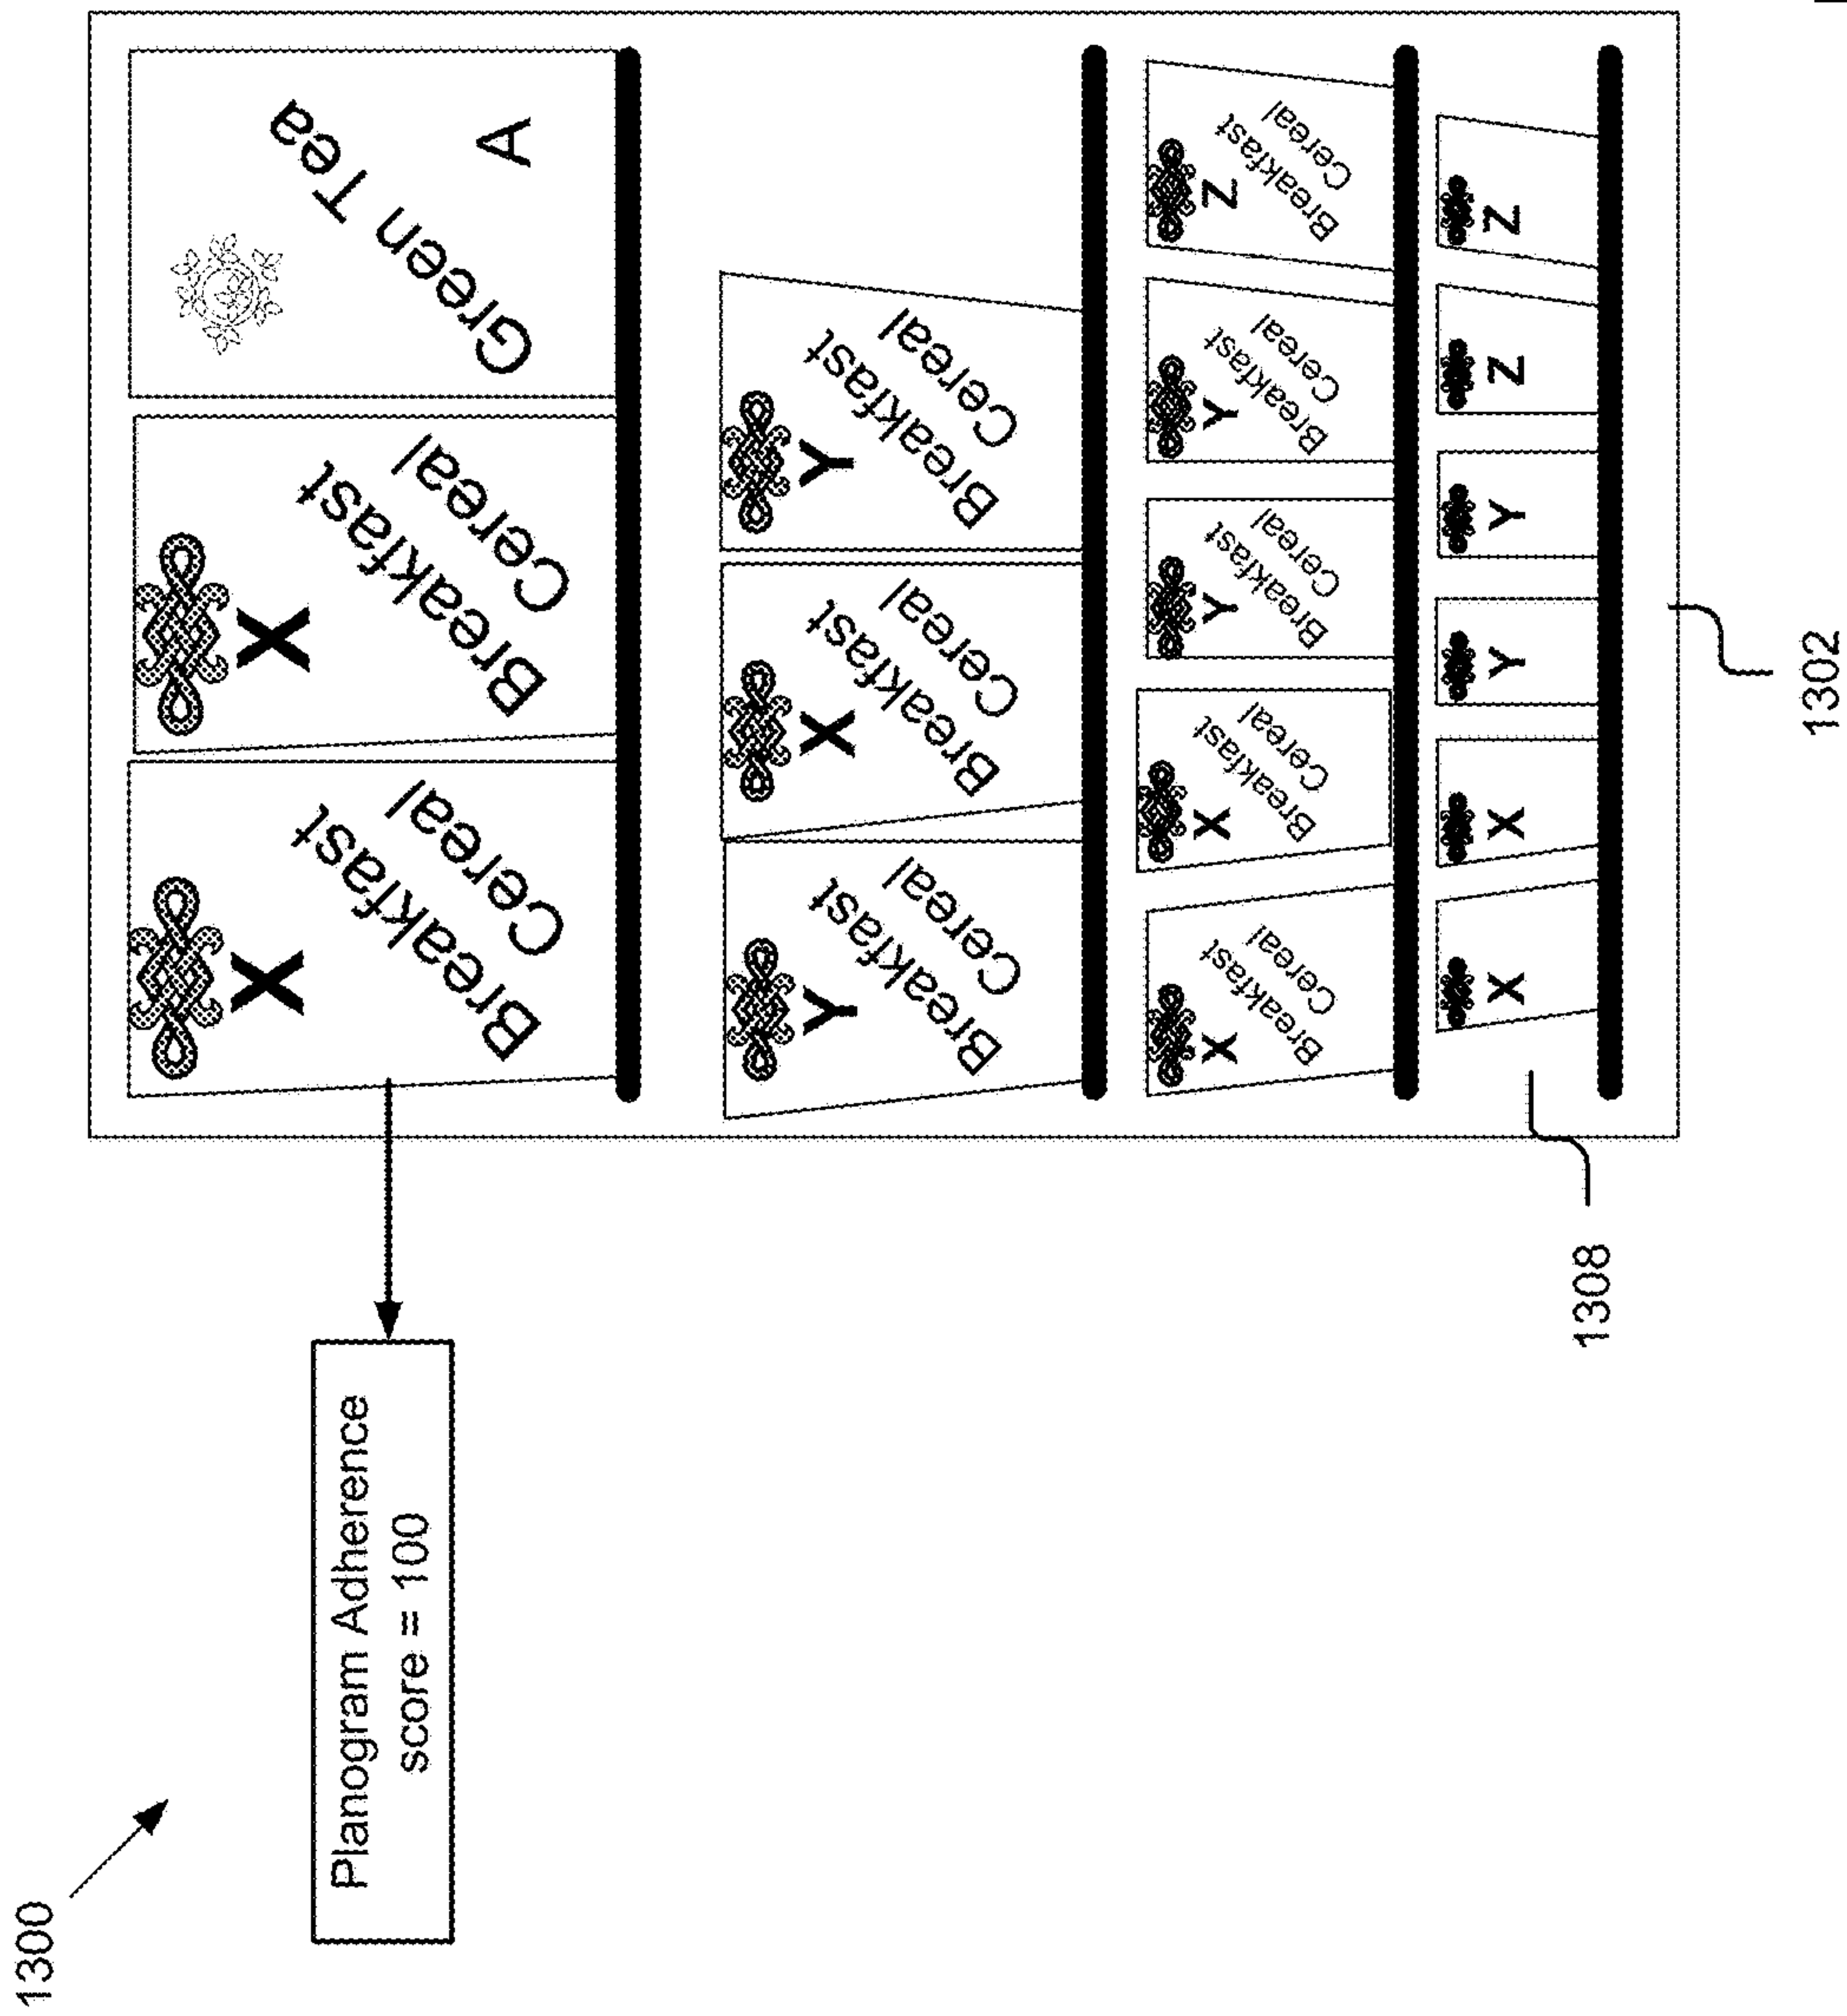 1300
Planogram Adherence
score = 100
X
Breakfast
Cereal
X
Breakfast
Cereal
Green Tea
A
Y
Breakfast
Cereal
X
Breakfast
Cereal
Y
Breakfast
Cereal
X
Breakfast
Cereal
X
Breakfast
Cereal
Y
Breakfast
Cereal
Y
Breakfast
Cereal
Z
Breakfast
Cereal
X
X
Y
Y
Z
Z
1308
1302